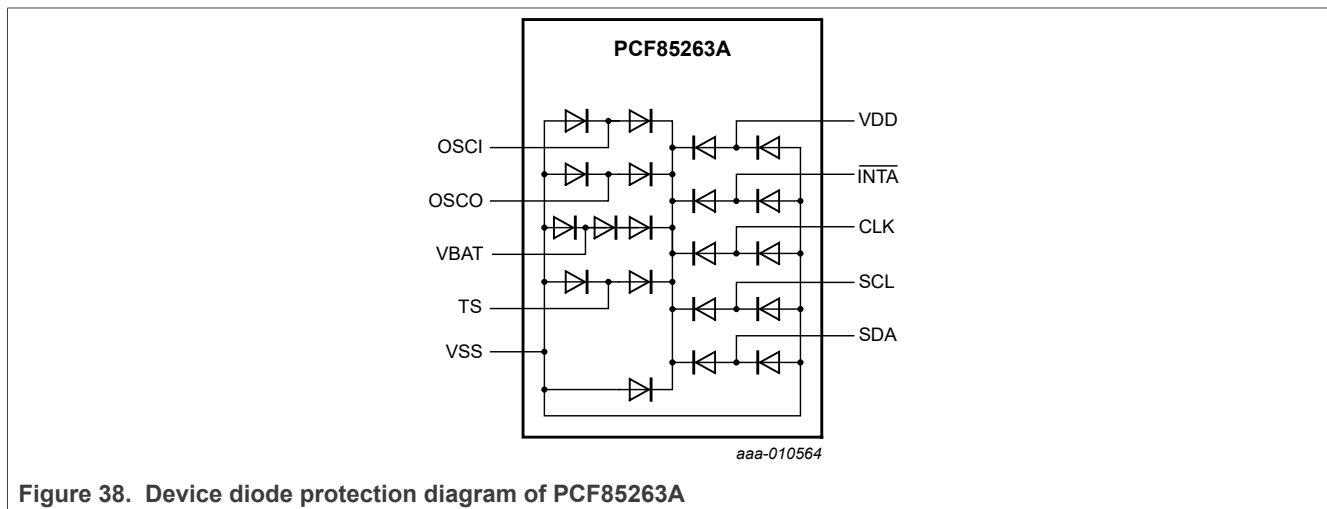 PCF85263A
OSCI
OSCO
VBAT
TS
VSS
VDD
INTA
CLK
SCL
SDA
aaa-010564
Figure 38. Device diode protection diagram of PCF85263A